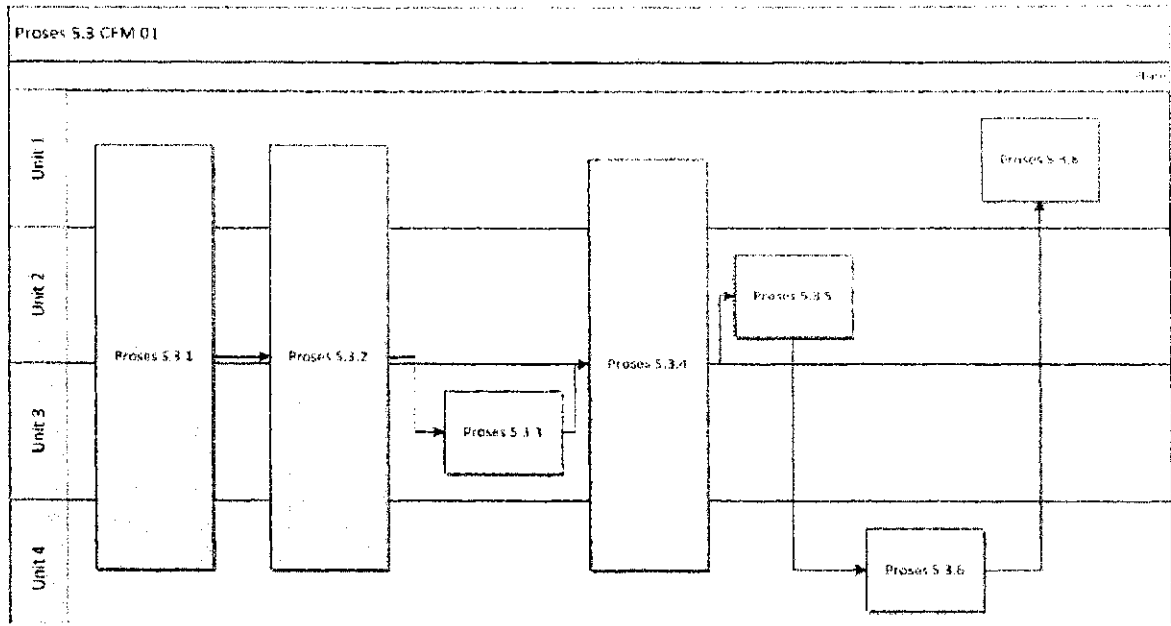 Proses 5.3 CFM 01
Phase
Unit 1
Unit 2
Unit 3
Unit 4
Proses 5.3.1
Proses 5.3.2
Proses 5.3.3
Proses 5.3.4
Proses 5.3.5
Proses 5.3.6